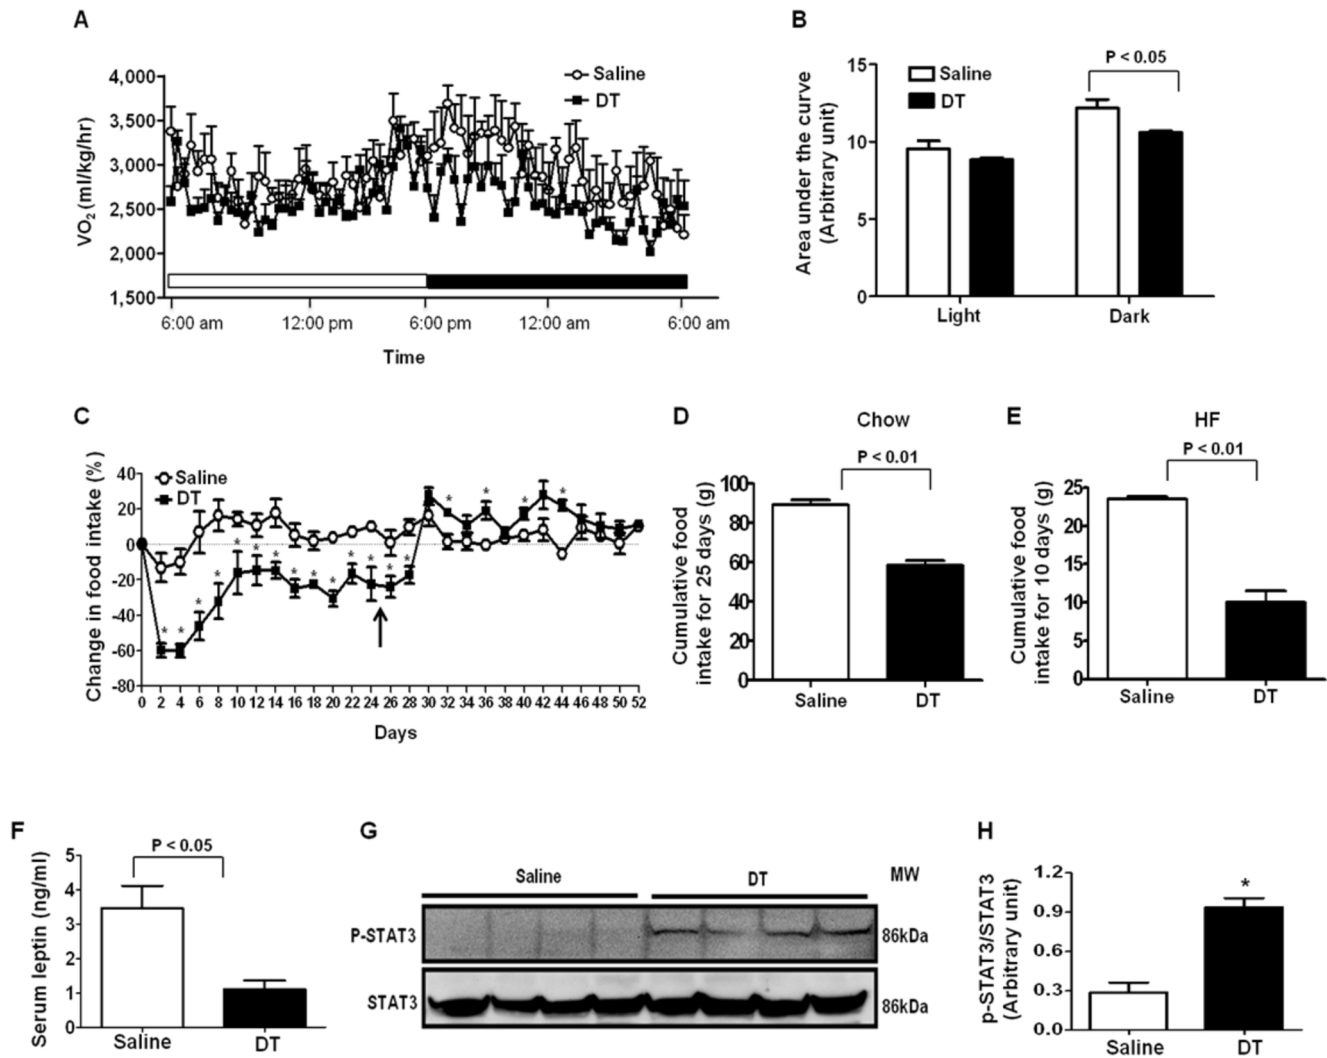 A
VO2 (ml/kg/hr)
4,000
3,500
3,000
2,500
2,000
1,500
Saline
DT
6:00 am 12:00 pm 6:00 pm 12:00 am 6:00 am
Time
B
Area under the curve
(Arbitrary unit)
15
10
5
0
Saline
DT
P < 0.05
Light Dark
C
Change in food intake (%)
40
20
0
-20
-40
-60
-80
Saline
DT
* * * * * * * * * * * * * * * * * *
0 2 4 6 8 10 12 14 16 18 20 22 24 26 28 30 32 34 36 38 40 42 44 46 48 50 52
Days
D
Chow
P < 0.01
Cumulative food
intake for 25 days (g)
100
80
60
40
20
0
Saline DT
E
HF
P < 0.01
Cumulative food
intake for 10 days (g)
25
20
15
10
5
0
Saline DT
F
P < 0.05
Serum leptin (ng/ml)
5
4
3
2
1
0
Saline DT
G
Saline DT MW
P-STAT3 86kDa
STAT3 86kDa
H
p-STAT3/STAT3
(Arbitrary unit)
1.2
0.9
0.6
0.3
0.0
*
Saline DT